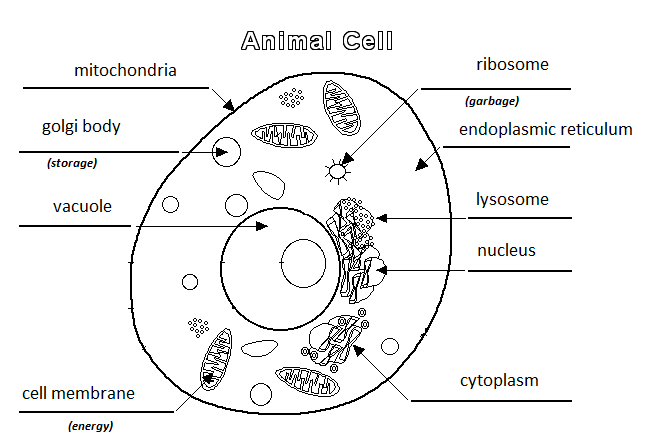 Animal Cell
mitochondria
ribosome
(garbage)
golgi body
(storage)
endoplasmic reticulum
vacuole
lysosome
nucleus
cell membrane
(energy)
cytoplasm